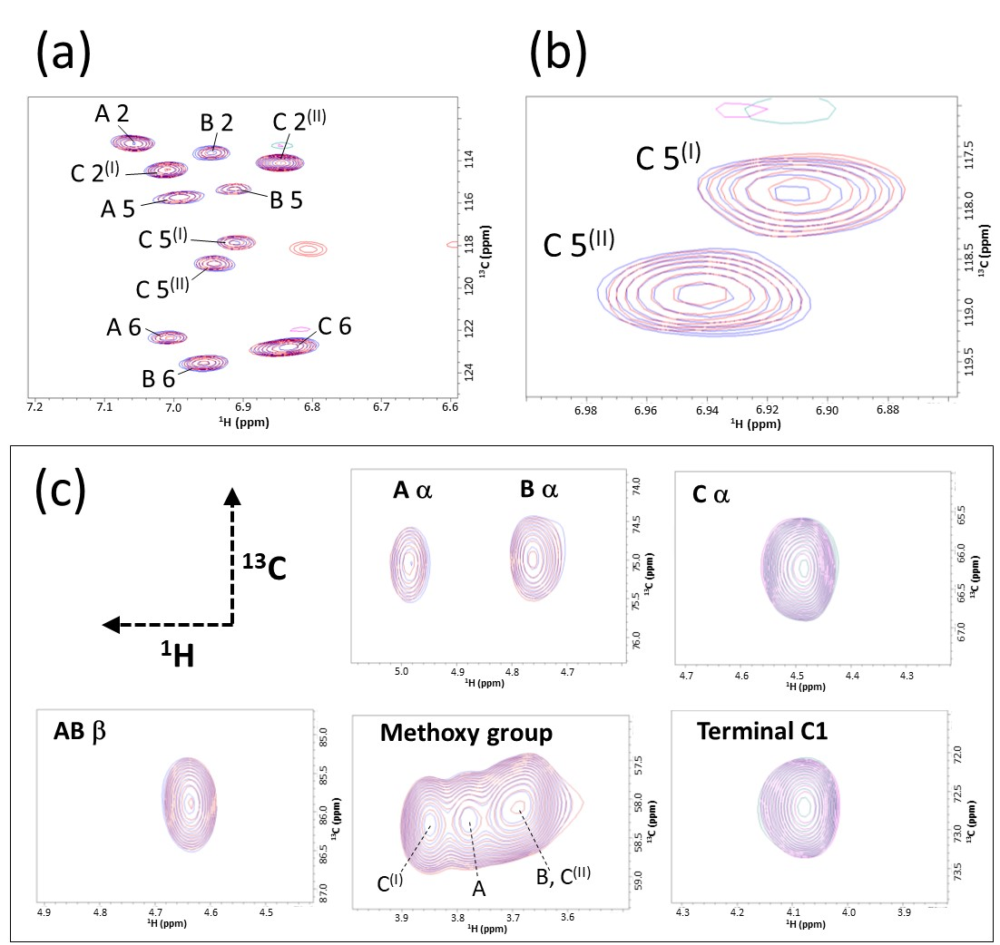 (a)
A 2
B 2
C 2(II)
C 2(I)
A 5
B 5
C 5(I)
C 5(II)
A 6
C 6
B 6
114
116
118
120
122
124
13C (ppm)
7.2 7.1 7.0 6.9 6.8 6.7 6.6
1H (ppm)
(b)
C 5(I)
C 5(II)
117.5
118.0
118.5
119.0
119.5
13C (ppm)
6.98 6.96 6.94 6.92 6.90 6.88
1H (ppm)
(c)
13C
1H
A α B α
74.0
74.5
75.0
75.5
76.0
13C (ppm)
5.0 4.9 4.8 4.7
1H (ppm)
C α
65.5
66.0
66.5
67.0
13C (ppm)
4.7 4.6 4.5 4.4 4.3
1H (ppm)
AB β
85.0
85.5
86.0
86.5
87.0
13C (ppm)
4.9 4.8 4.7 4.6 4.5
1H (ppm)
Methoxy group
C(I)
A
B, C(II)
57.5
58.0
58.5
59.0
13C (ppm)
3.9 3.8 3.7 3.6
1H (ppm)
Terminal C1
72.0
72.5
73.0
73.5
13C (ppm)
4.3 4.2 4.1 4.0 3.9
1H (ppm)